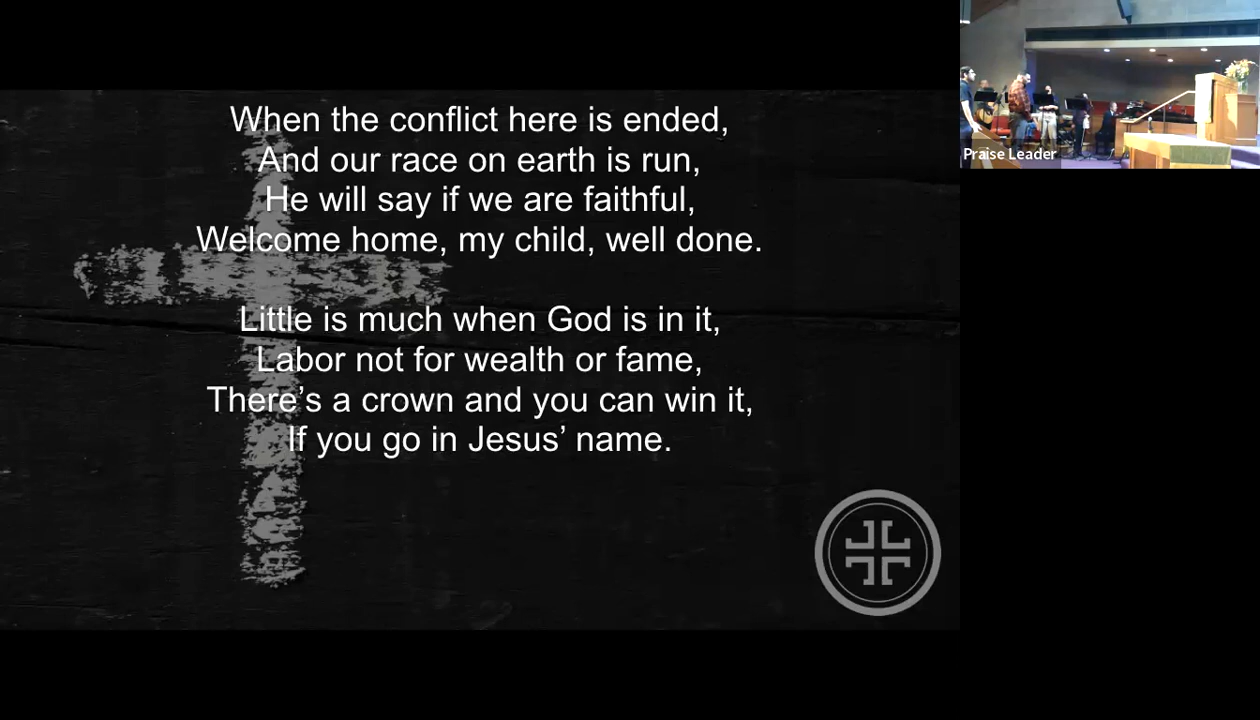 When the conflict here is ended,
And our race on earth is run,
He will say if we are faithful,
Welcome home, my child, well done.
Little is much when God is in it,
Labor not for wealth or fame,
There’s a crown and you can win it,
If you go in Jesus’ name.
Praise Leader